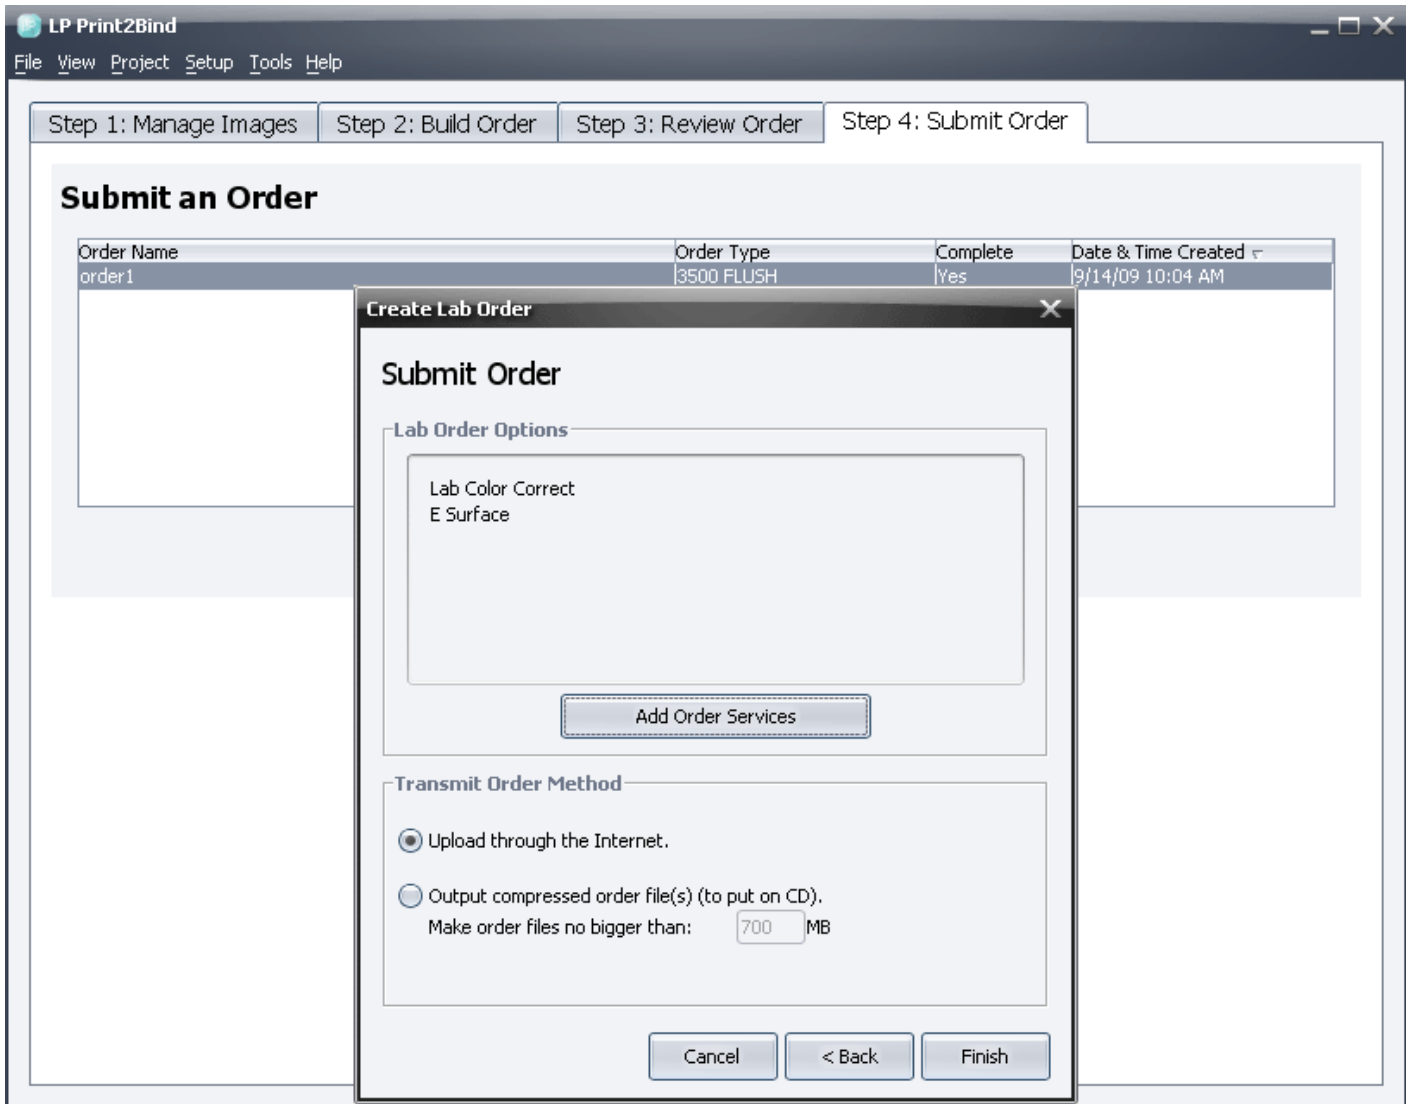 LP Print2Bind
File View Project Setup Tools Help
Step 1: Manage Images Step 2: Build Order Step 3: Review Order Step 4: Submit Order
Submit an Order
Order Name Order Type Complete Date & Time Created
order1 3500 FLUSH Yes 9/14/09 10:04 AM
Create Lab Order
Submit Order
Lab Order Options
Lab Color Correct
E Surface
Add Order Services
Transmit Order Method
Upload through the Internet.
Output compressed order file(s) (to put on CD).
Make order files no bigger than: 700 MB
Cancel < Back Finish